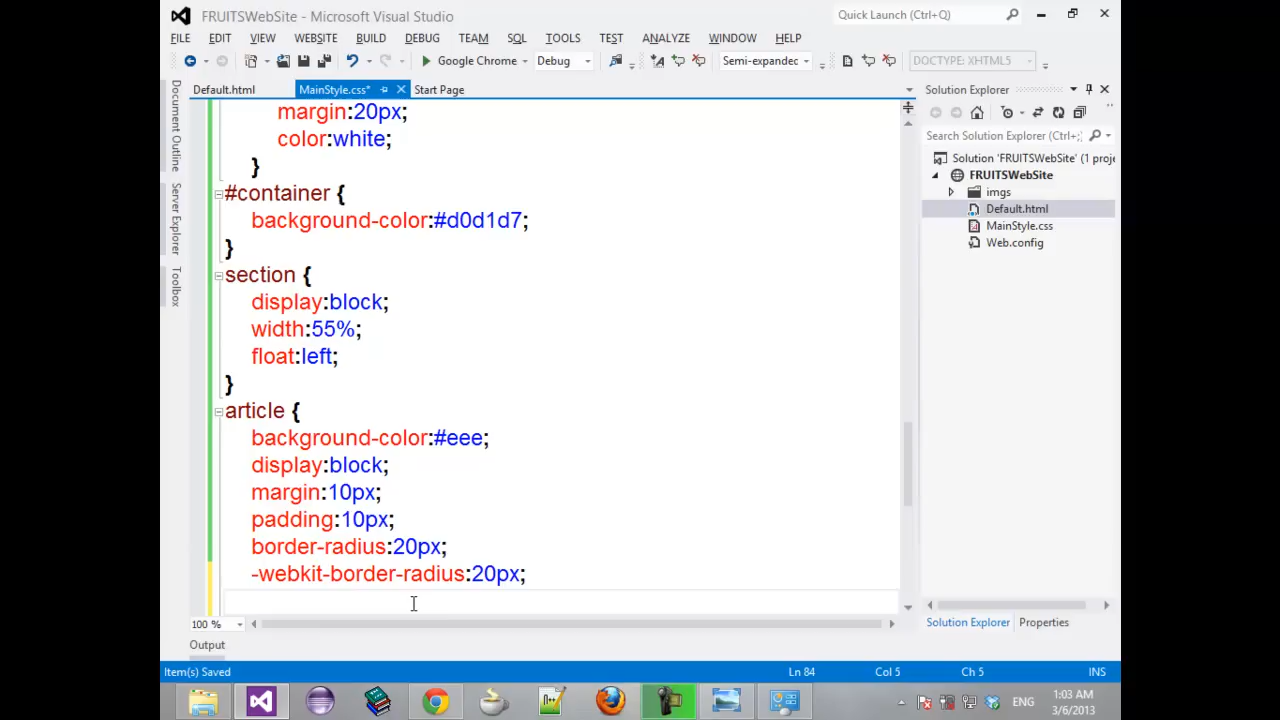 FRUITSWebSite - Microsoft Visual Studio
Quick Launch (Ctrl+Q)
FILE EDIT VIEW WEBSITE BUILD DEBUG TEAM SQL TOOLS TEST ANALYZE WINDOW HELP
Google Chrome Debug Semi-expanded DOCTYPE: XHTML5
Default.html MainStyle.css* Start Page
Document Outline
Server Explorer
Toolbox
margin:20px;
color:white;
}
#container {
background-color:#d0d1d7;
}
section {
display:block;
width:55%;
float:left;
}
article {
background-color:#eee;
display:block;
margin:10px;
padding:10px;
border-radius:20px;
-webkit-border-radius:20px;
100 %
Output
Solution Explorer
Search Solution Explorer (Ctrl+;)
Solution 'FRUITSWebSite' (1 proje
FRUITSWebSite
imgs
Default.html
MainStyle.css
Web.config
Solution Explorer Properties
Item(s) Saved Ln 84 Col 5 Ch 5 INS
ENG
1:03 AM
3/6/2013